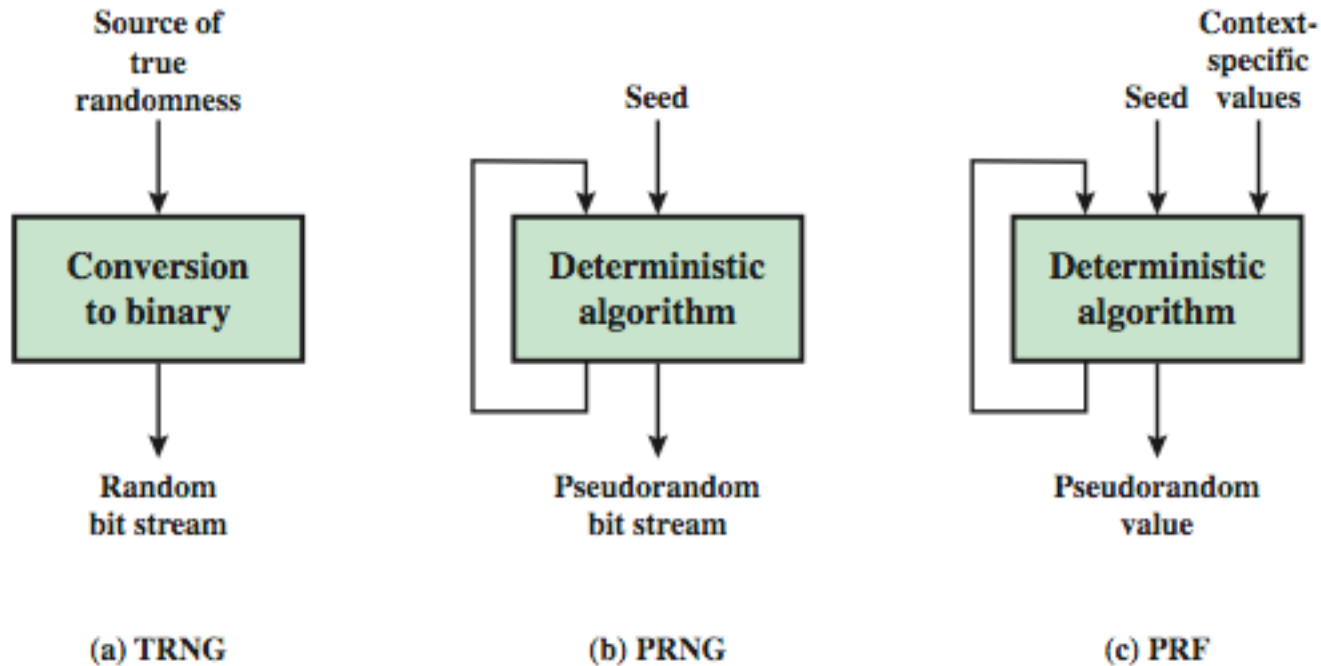 Source of
true
randomness
Conversion
to binary
Random
bit stream
(a) TRNG
Seed
Deterministic
algorithm
Pseudorandom
bit stream
(b) PRNG
Context-
specific
values
Seed
Deterministic
algorithm
Pseudorandom
value
(c) PRF